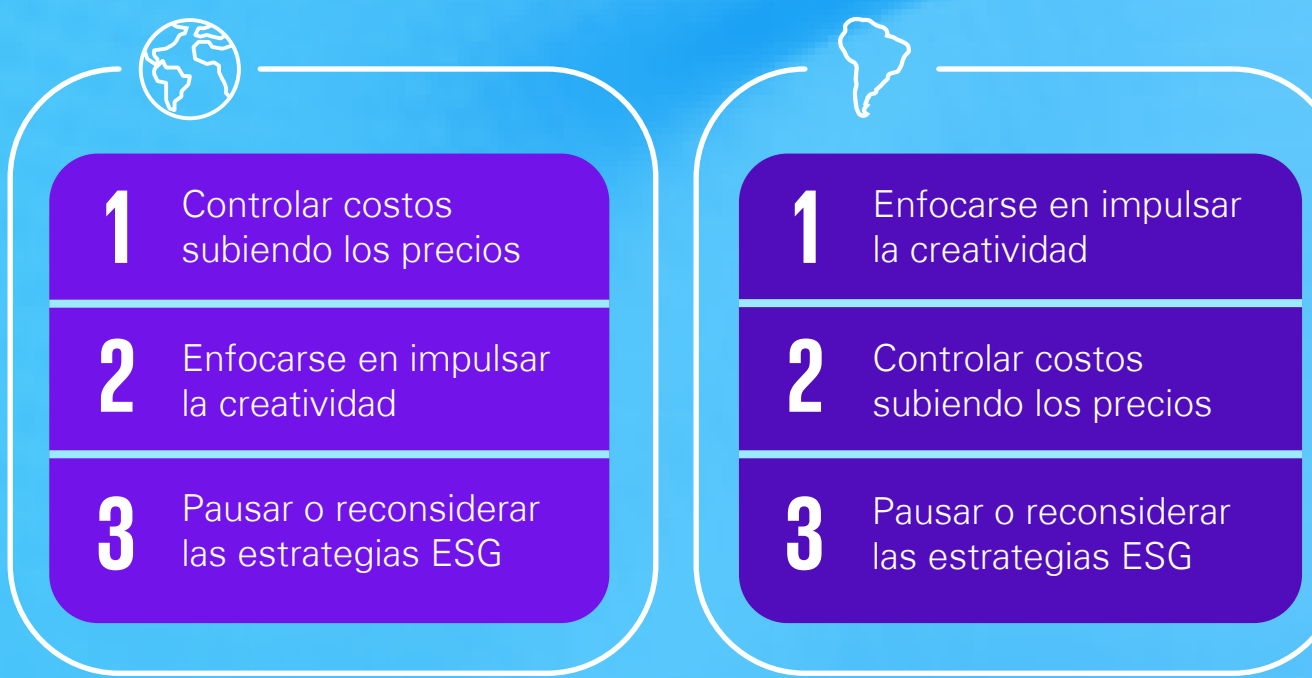 1
Controlar costos
subiendo los precios
2
Enfocarse en impulsar
la creatividad
3
Pausar o reconsiderar
las estrategias ESG
1
Enfocarse en impulsar
la creatividad
2
Controlar costos
subiendo los precios
3
Pausar o reconsiderar
las estrategias ESG